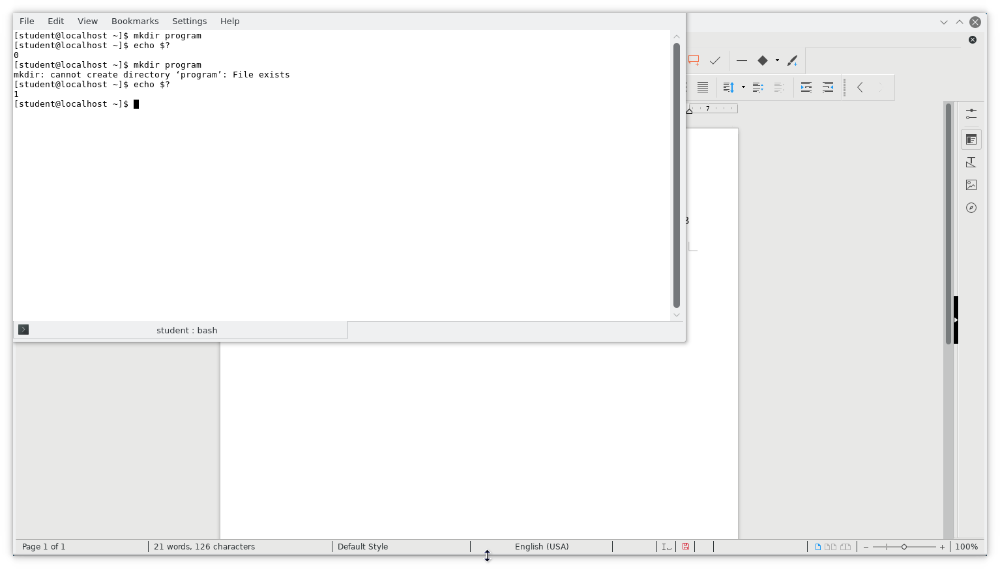 File Edit View Bookmarks Settings Help
[student@localhost ~]$ mkdir program
[student@localhost ~]$ echo $?
0
[student@localhost ~]$ mkdir program
mkdir: cannot create directory ‘program’: File exists
[student@localhost ~]$ echo $?
1
[student@localhost ~]$
7
student : bash
Page 1 of 1 21 words, 126 characters Default Style English (USA) 100%